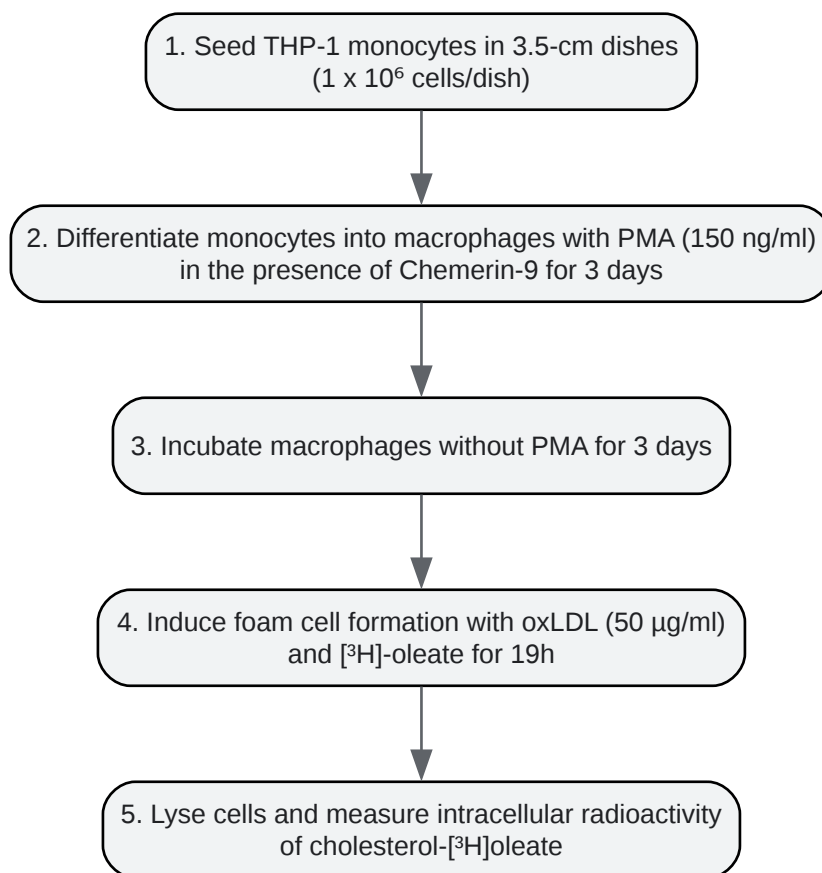 1. Seed THP-1 monocytes in 3.5-cm dishes
(1 x 10⁶ cells/dish)
2. Differentiate monocytes into macrophages with PMA (150 ng/ml)
in the presence of Chemerin-9 for 3 days
3. Incubate macrophages without PMA for 3 days
4. Induce foam cell formation with oxLDL (50 µg/ml)
and [³H]-oleate for 19h
5. Lyse cells and measure intracellular radioactivity
of cholesterol-[³H]oleate